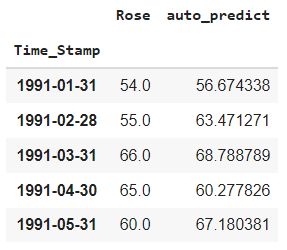 Rose auto_predict
Time_Stamp
1991-01-31 54.0 56.674338
1991-02-28 55.0 63.471271
1991-03-31 66.0 68.788789
1991-04-30 65.0 60.277826
1991-05-31 60.0 67.180381